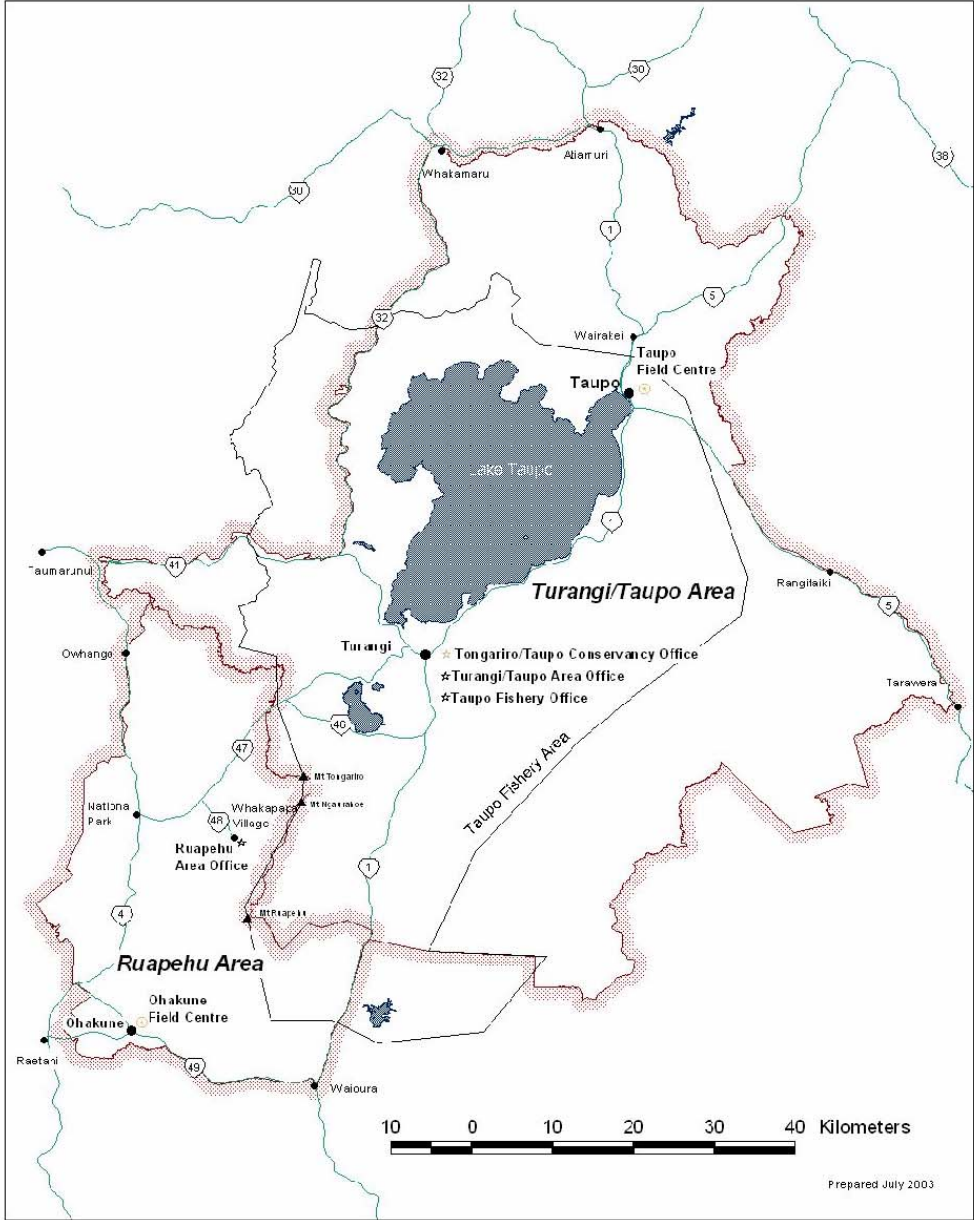 32
30
Atiamuri
Whakamaru
38
30
1
5
32
Wairakei
Taupo
Field Centre
Taupo
Lake Taupo
1
Taumarunui
41
Turangi/Taupo Area
Rangitaiki
5
Owhango
Turangi
Tongariro/Taupo Conservancy Office
Turangi/Taupo Area Office
Taupo Fishery Office
Tarawera
46
47
Mt Tongariro
Mt Ngauruhoe
Taupo Fishery Area
National
Park
Whakapapa
Village
48
Ruapehu
Area Office
1
4
Mt Ruapehu
Ruapehu Area
Ohakune
Field Centre
Ohakune
Raetahi
49
Waioura
10 0 10 20 30 40 Kilometers
Prepared July 2003